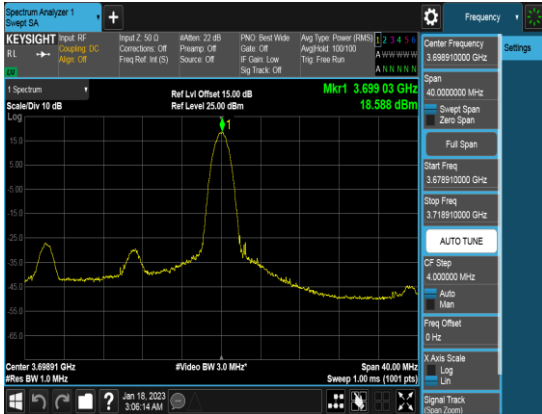 Spectrum Analyzer 1
Swept SA
Frequency
KEYSIGHT
RL
Input: RF
Coupling: DC
Align: Off
Input Z: 50 Ω
Corrections: Off
Freq Ref: Int (S)
#Atten: 22 dB
Preamp: Off
Source: Off
PNO: Best Wide
Gate: Off
IF Gain: Low
Sig Track: Off
Avg Type: Power (RMS)
Avg|Hold: 100/100
Trig: Free Run
1 2 3 4 5 6
A W W W W W
A N N N N N
1 Spectrum
Scale/Div 10 dB
Ref Lvl Offset 15.00 dB
Ref Level 25.00 dBm
Mkr1 3.699 03 GHz
18.588 dBm
Log
1
15.0
5.00
-5.00
-15.0
-25.0
-35.0
-45.0
-55.0
-65.0
Center 3.69891 GHz
#Res BW 1.0 MHz
#Video BW 3.0 MHz*
Span 40.00 MHz
Sweep 1.00 ms (1001 pts)
Center Frequency
3.698910000 GHz
Span
40.0000000 MHz
Swept Span
Zero Span
Full Span
Start Freq
3.678910000 GHz
Stop Freq
3.718910000 GHz
AUTO TUNE
CF Step
4.000000 MHz
Auto
Man
Freq Offset
0 Hz
X Axis Scale
Log
Lin
Signal Track
(Span Zoom)
Settings
Jan 18, 2023
3:06:14 AM